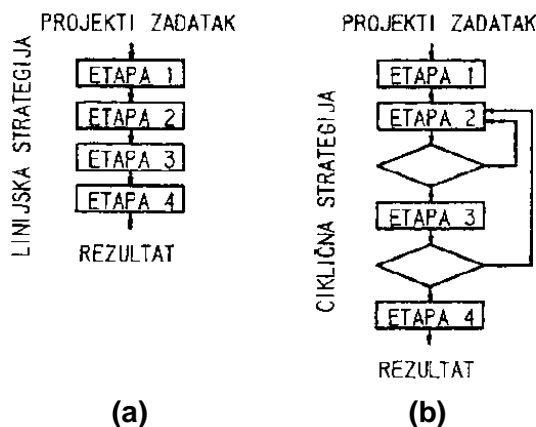 PROJEKTI ZADATAK
LINIJSKA STRATEGIJA
ETAPA 1
ETAPA 2
ETAPA 3
ETAPA 4
REZULTAT
(a)
PROJEKTI ZADATAK
CIKLIČNA STRATEGIJA
ETAPA 1
ETAPA 2
ETAPA 3
ETAPA 4
REZULTAT
(b)